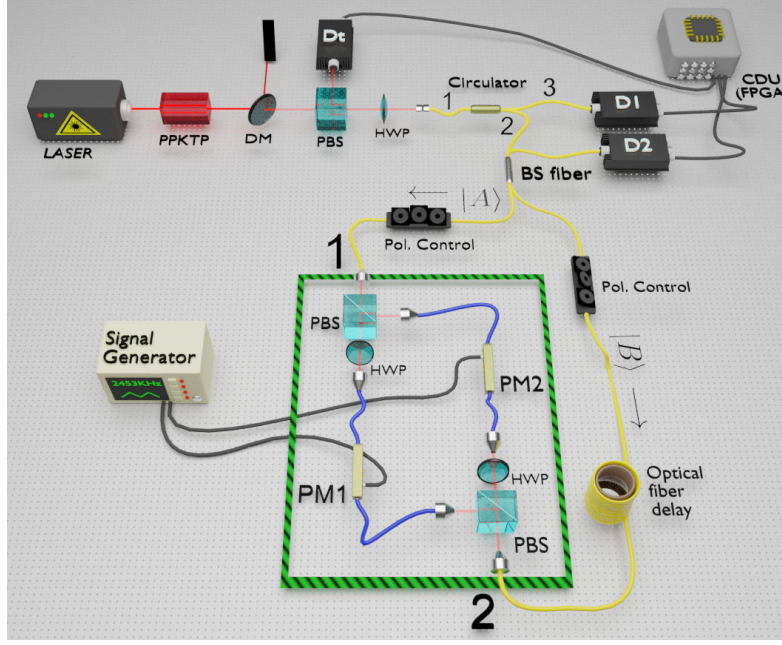 Dt
CDU
(FPGA)
Circulator
3
1
2
D1
D2
LASER
PPKTP
DM
PBS
HWP
BS fiber
|A⟩
1
Pol. Control
Pol. Control
PBS
HWP
Signal
Generator
2453KHz
PM2
|B⟩
PM1
HWP
PBS
Optical
fiber
delay
2